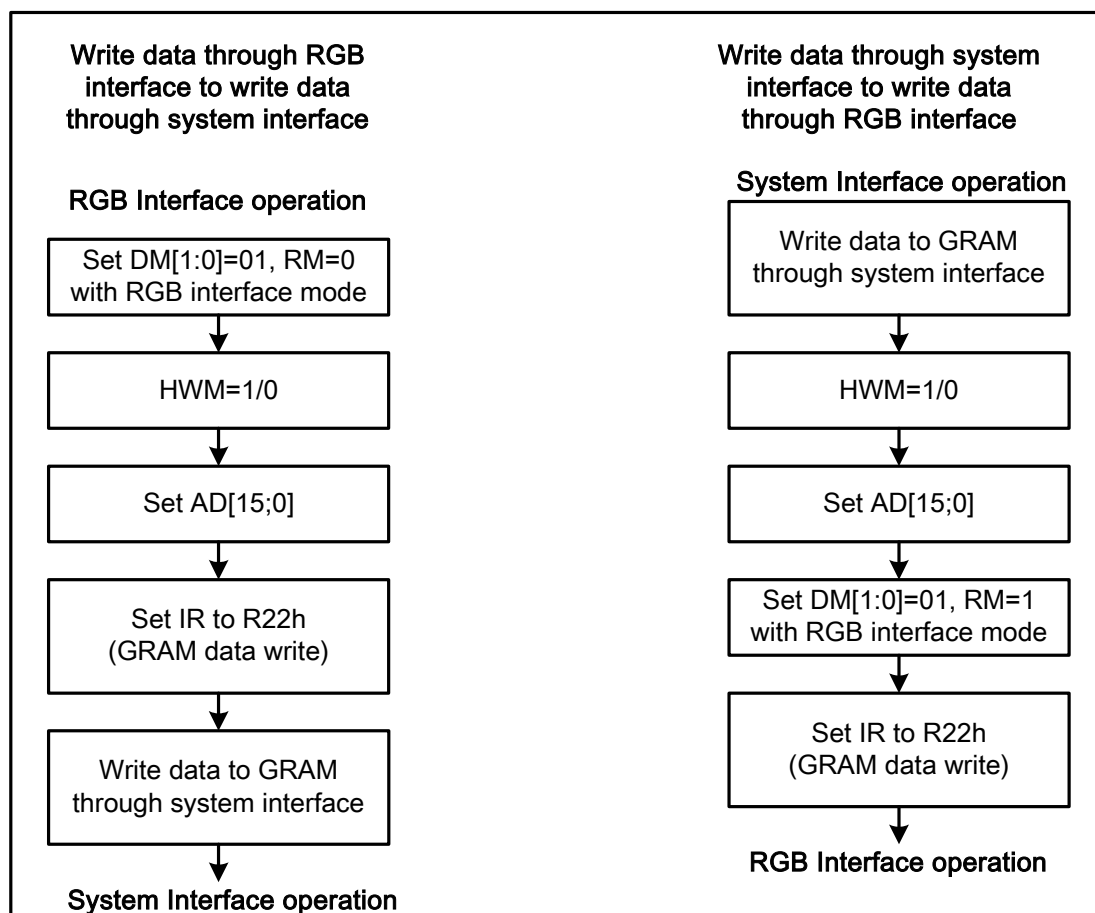 Write data through RGB
interface to write data
through system interface
RGB Interface operation
Set DM[1:0]=01, RM=0
with RGB interface mode
HWM=1/0
Set AD[15;0]
Set IR to R22h
(GRAM data write)
Write data to GRAM
through system interface
System Interface operation
Write data through system
interface to write data
through RGB interface
System Interface operation
Write data to GRAM
through system interface
HWM=1/0
Set AD[15;0]
Set DM[1:0]=01, RM=1
with RGB interface mode
Set IR to R22h
(GRAM data write)
RGB Interface operation